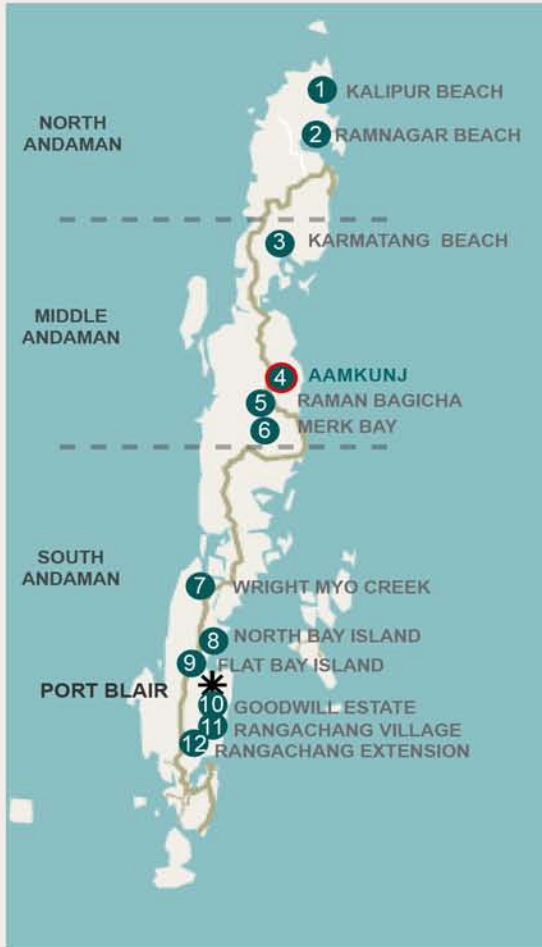 1 KALIPUR BEACH
NORTH
ANDAMAN
2 RAMNAGAR BEACH
3 KARMATANG BEACH
MIDDLE
ANDAMAN
4 AAMKUNJ
5 RAMAN BAGICHA
6 MERK BAY
SOUTH
ANDAMAN
7 WRIGHT MYO CREEK
8 NORTH BAY ISLAND
9 FLAT BAY ISLAND
PORT BLAIR
10 GOODWILL ESTATE
11 RANGACHANG VILLAGE
12 RANGACHANG EXTENSION